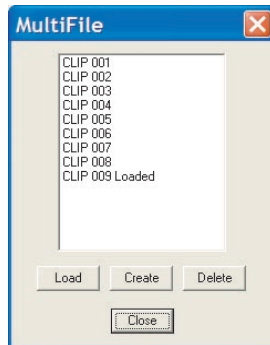 MultiFile
CLIP 001
CLIP 002
CLIP 003
CLIP 004
CLIP 005
CLIP 006
CLIP 007
CLIP 008
CLIP 009 Loaded
Load Create Delete
Close